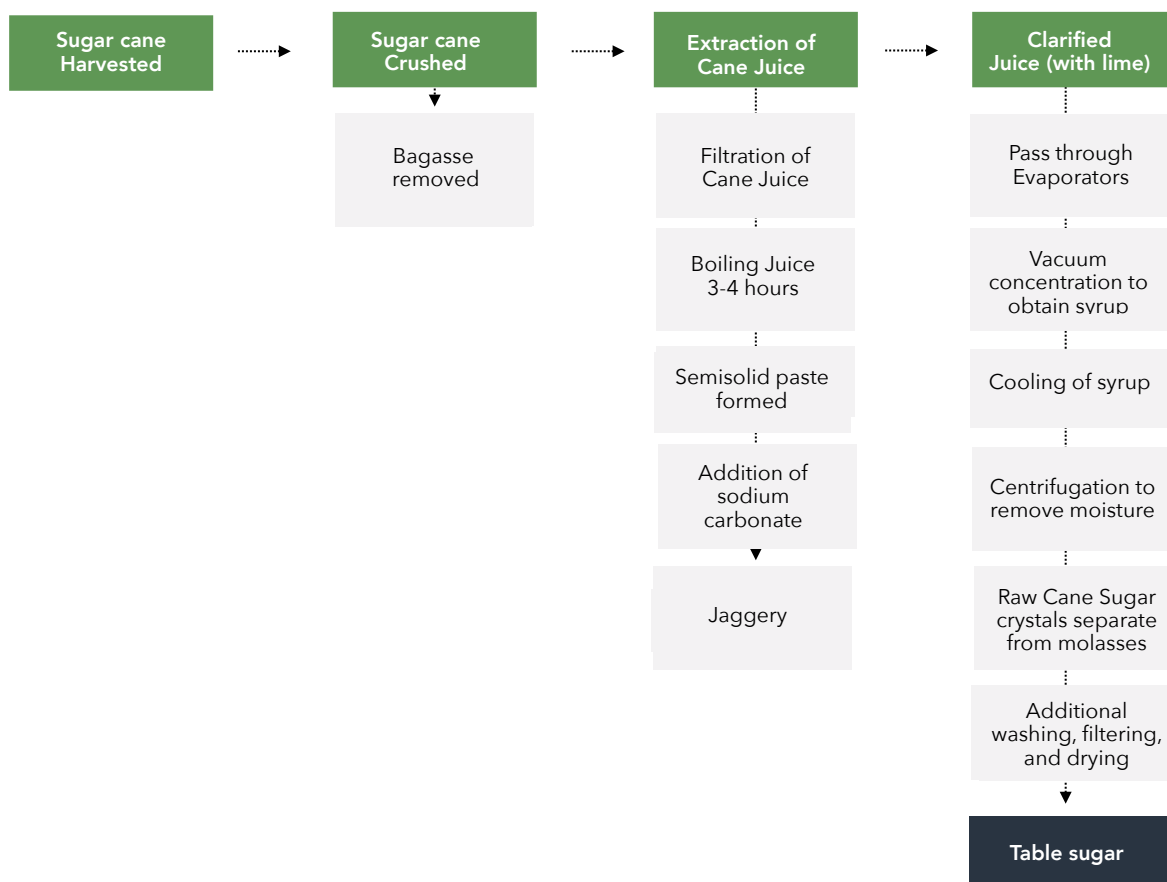 Sugar cane
Harvested
Sugar cane
Crushed
Extraction of
Cane Juice
Clarified
Juice (with lime)
Bagasse
removed
Filtration of
Cane Juice
Boiling Juice
3-4 hours
Semisolid paste
formed
Addition of
sodium
carbonate
Jaggery
Pass through
Evaporators
Vacuum
concentration to
obtain syrup
Cooling of syrup
Centrifugation to
remove moisture
Raw Cane Sugar
crystals separate
from molasses
Additional
washing, filtering,
and drying
Table sugar